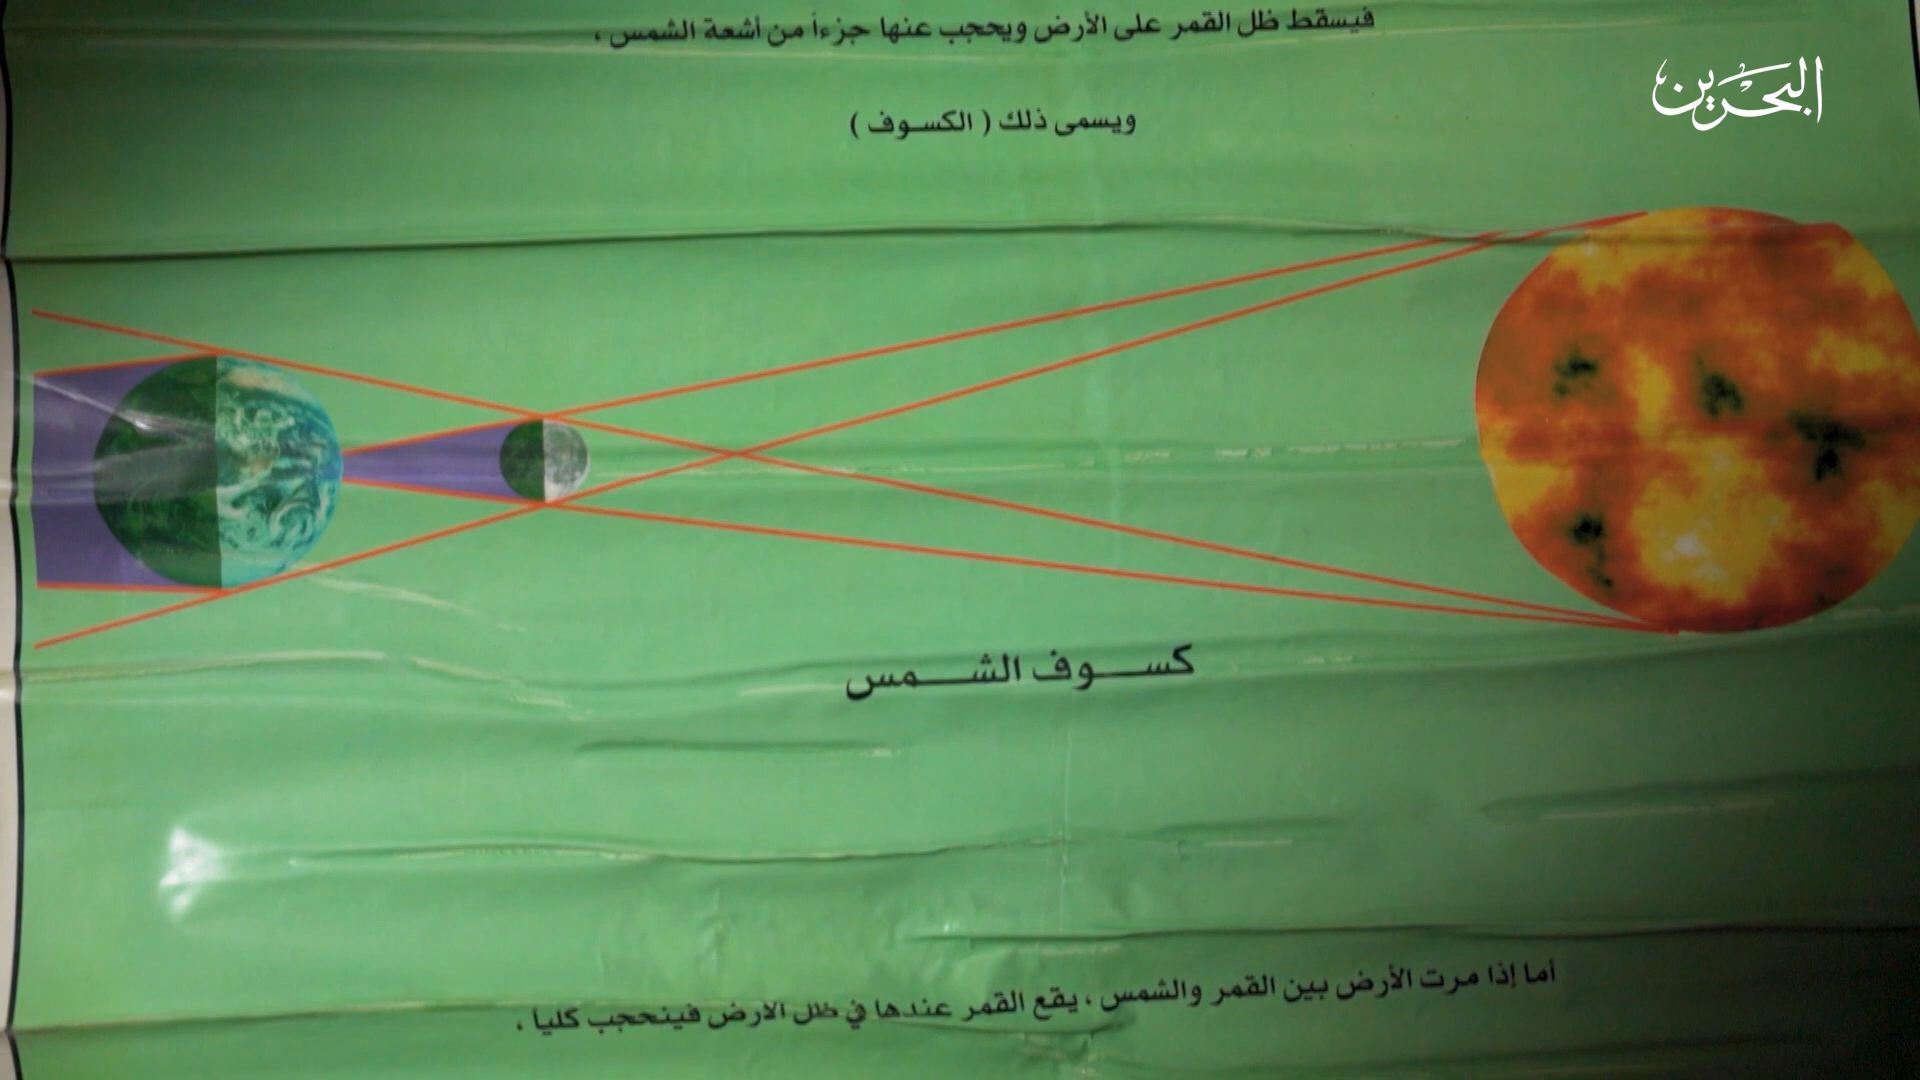 فيسقط ظل القمر على الأرض ويحجب عنها جزءاً من أشعة الشمس ،
البحرين
ويسمى ذلك ( الكسوف )
كسوف الشمس
أما إذا مرت الأرض بين القمر والشمس ، يقع القمر عندها في ظل الارض فينحجب كليا ،